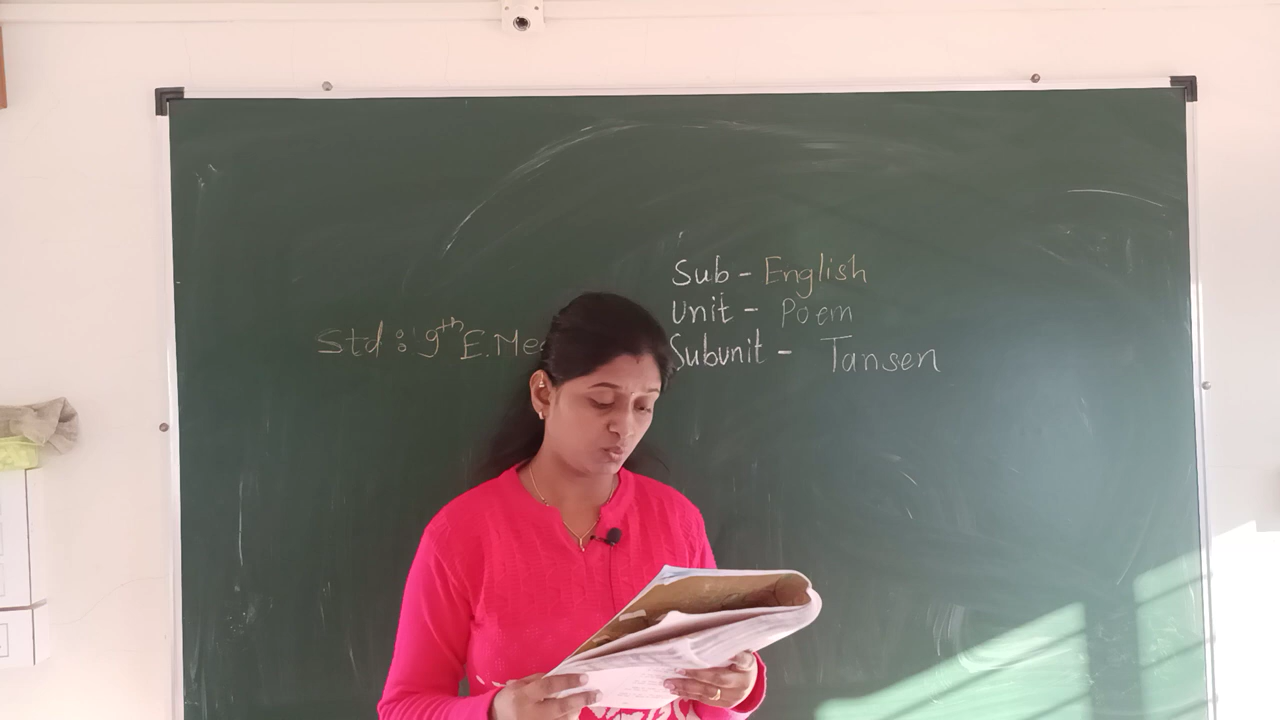 Sub - English
Unit - Poem
Subunit - Tansen
Std : 9th E.Me